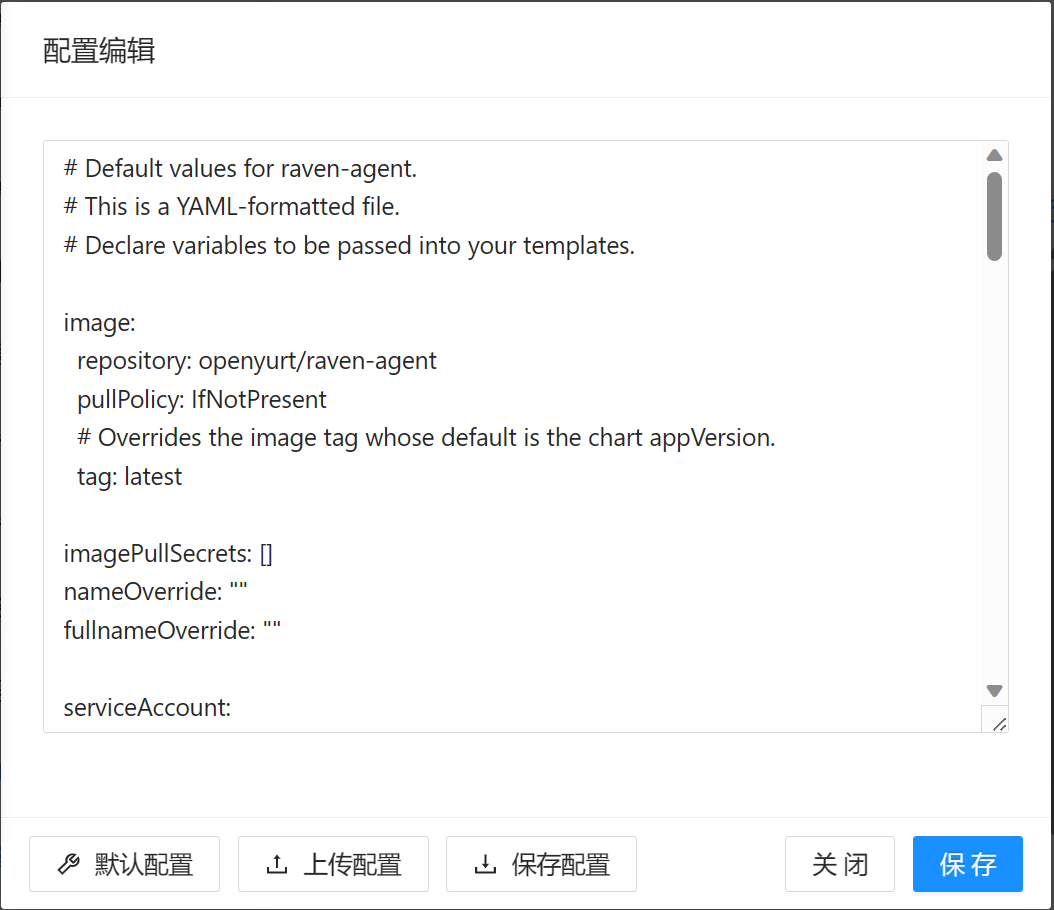 配置编辑
# Default values for raven-agent.
# This is a YAML-formatted file.
# Declare variables to be passed into your templates.
image:
  repository: openyurt/raven-agent
  pullPolicy: IfNotPresent
  # Overrides the image tag whose default is the chart appVersion.
  tag: latest
imagePullSecrets: []
nameOverride: ""
fullnameOverride: ""
serviceAccount:
默认配置 上传配置 保存配置 关 闭 保 存